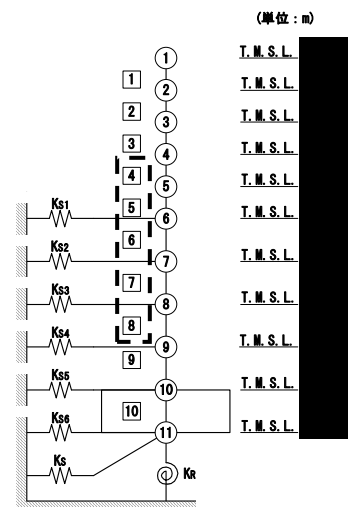 (単位：m)
① T.M.S.L.
1
② T.M.S.L.
2
③ T.M.S.L.
3
④ T.M.S.L.
4
⑤ T.M.S.L.
5
KS1 ⑥ T.M.S.L.
6
KS2 ⑦ T.M.S.L.
7
KS3 ⑧ T.M.S.L.
8
KS4 ⑨ T.M.S.L.
9
KS5 ⑩ T.M.S.L.
10
KS6 ⑪ T.M.S.L.
KS
KR